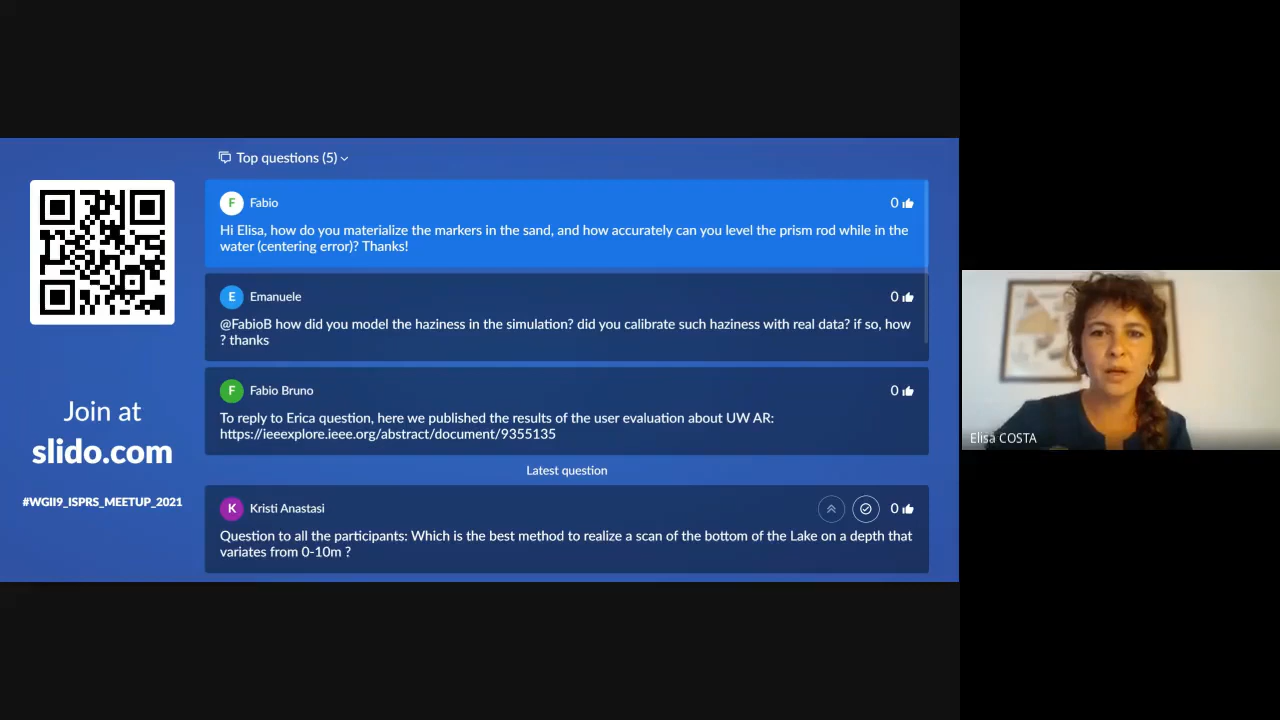 Top questions (5)
F Fabio 0
Hi Elisa, how do you materialize the markers in the sand, and how accurately can you level the prism rod while in the
water (centering error)? Thanks!
E Emanuele 0
@FabioB how did you model the haziness in the simulation? did you calibrate such haziness with real data? if so, how
? thanks
F Fabio Bruno 0
To reply to Erica question, here we published the results of the user evaluation about UW AR:
https://ieeexplore.ieee.org/abstract/document/9355135
Latest question
K Kristi Anastasi 0
Question to all the participants: Which is the best method to realize a scan of the bottom of the Lake on a depth that
variates from 0-10m ?
Join at
slido.com
#WGII9_ISPRS_MEETUP_2021
Elisa COSTA